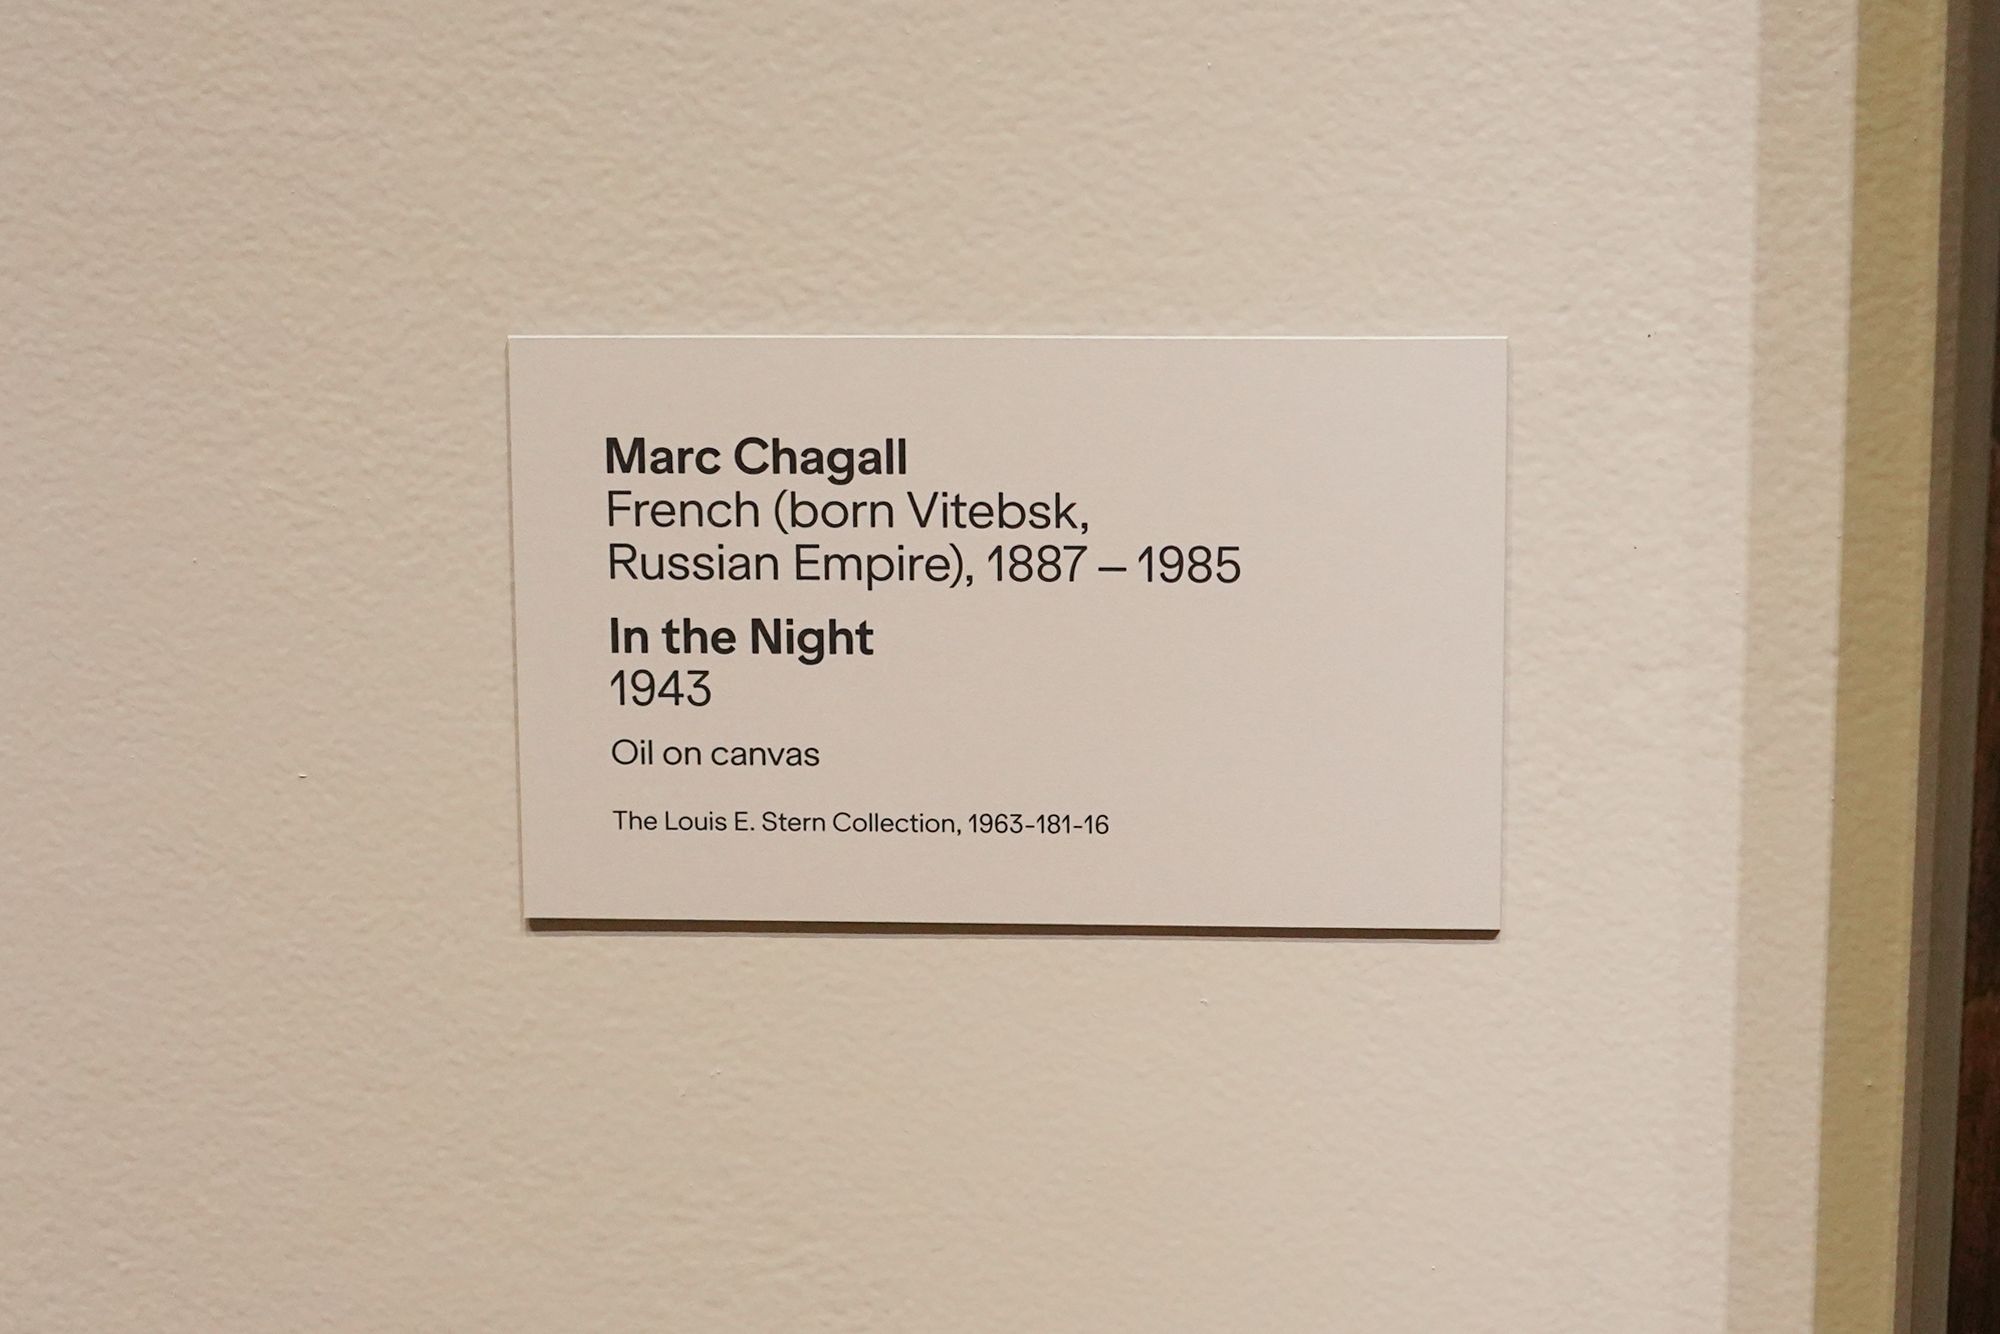 Marc Chagall
French (born Vitebsk,
Russian Empire), 1887 – 1985
In the Night
1943
Oil on canvas
The Louis E. Stern Collection, 1963-181-16